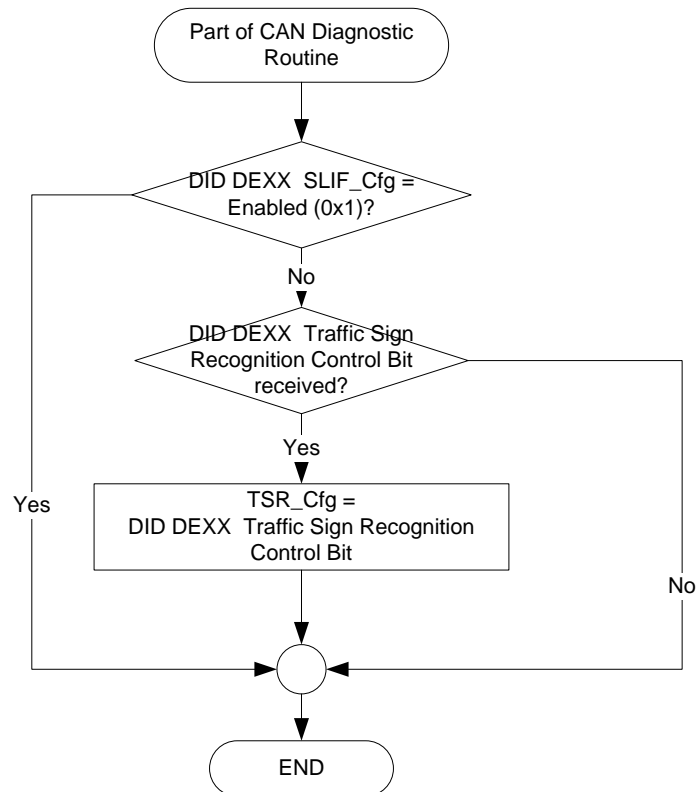 Part of CAN Diagnostic
Routine
DID DEXX  SLIF_Cfg =
Enabled (0x1)?
No
DID DEXX  Traffic Sign
Recognition Control Bit
received?
Yes
Yes
TSR_Cfg =
DID DEXX  Traffic Sign Recognition
Control Bit
No
END